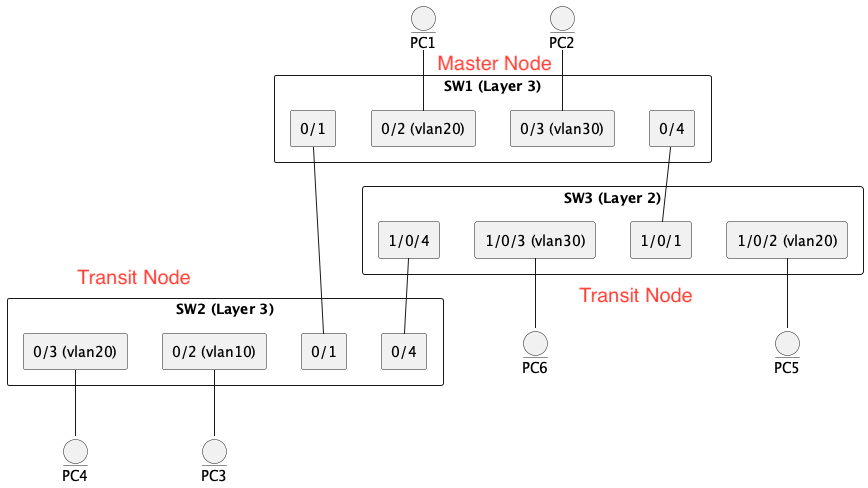 PC1
PC2
Master Node
SW1 (Layer 3)
0/1
0/2 (vlan20)
0/3 (vlan30)
0/4
SW3 (Layer 2)
1/0/4
1/0/3 (vlan30)
1/0/1
1/0/2 (vlan20)
Transit Node
Transit Node
SW2 (Layer 3)
0/3 (vlan20)
0/2 (vlan10)
0/1
0/4
PC6
PC5
PC4
PC3